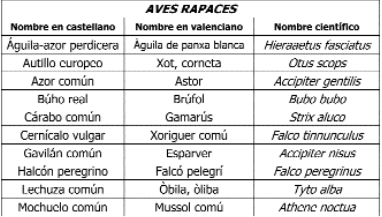 AVES RAPACES
Nombre en castellano Nombre en valenciano Nombre científico
Águila-azor perdicera Àguila de panxa blanca Hieraaetus fasciatus
Autillo europeo Xot, corneta Otus scops
Azor común Astor Accipiter gentilis
Búho real Brúfol Bubo bubo
Cárabo común Gamarús Strix aluco
Cernícalo vulgar Xoriguer comú Falco tinnunculus
Gavilán común Esparver Accipiter nisus
Halcón peregrino Falcó pelegrí Falco peregrinus
Lechuza común Òbila, òliba Tyto alba
Mochuelo común Mussol comú Athene noctua